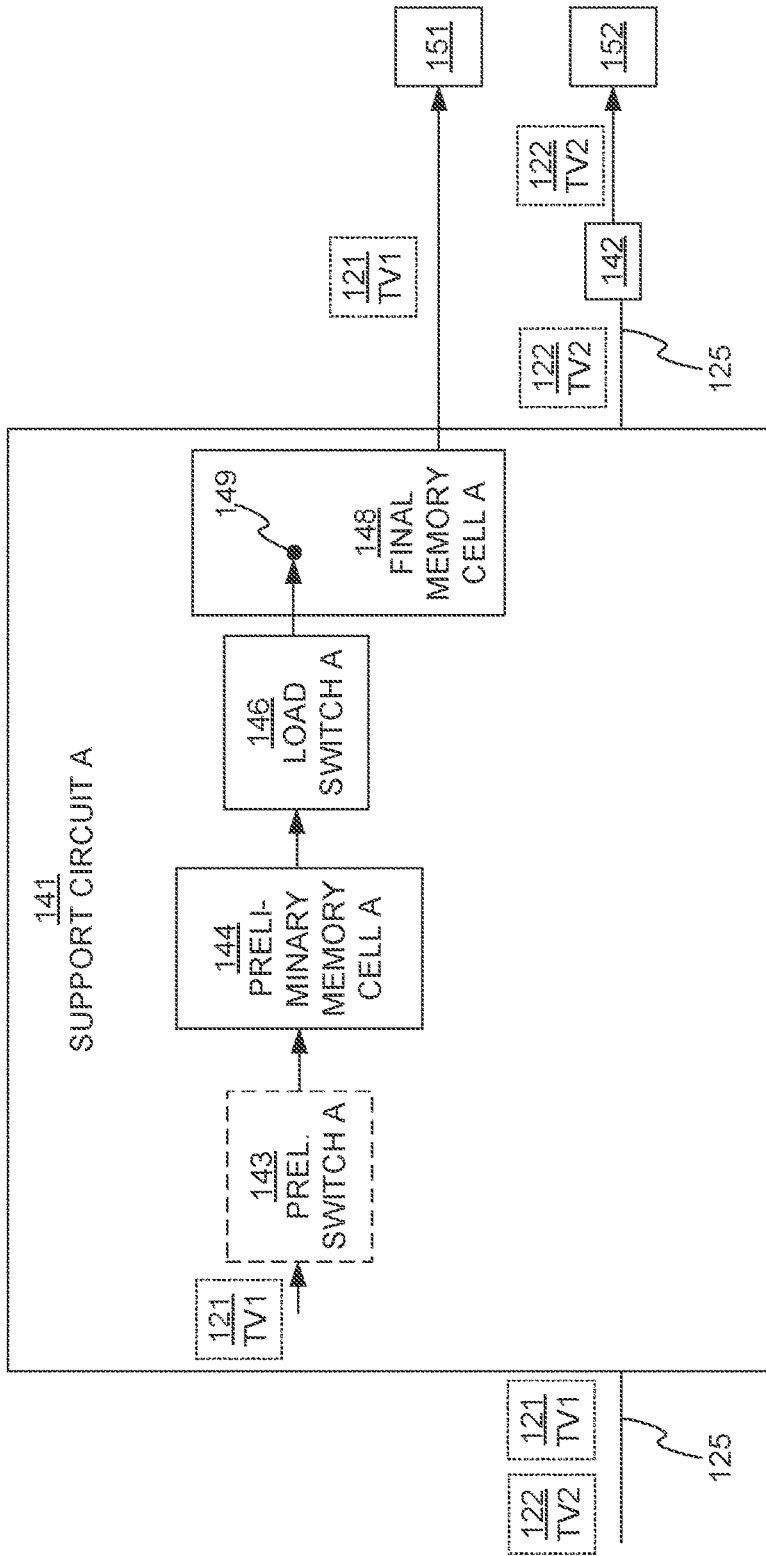 141
SUPPORT CIRCUIT A
121
TV1
143
PREL.
SWITCH A
144
PRELI-
MINARY
MEMORY
CELL A
146
LOAD
SWITCH A
149
148
FINAL
MEMORY
CELL A
121
TV1
151
122
TV2
121
TV1
125
122
TV2
125
142
122
TV2
152